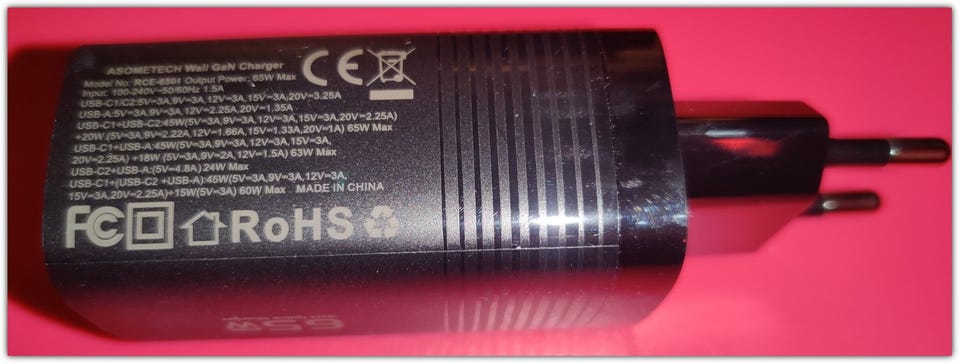 ASOMETECH Wall GaN Charger
Model No: RCE-6501 Output Power: 65W Max
Input: 100-240V~50/60Hz 1.5A
USB-C1/C2:5V=3A,9V=3A,12V=3A,15V=3A,20V=3.25A
USB-A:5V=3A,9V=3A,12V=2.25A,20V=1.35A
USB-C1+USB-C2:45W(5V=3A,9V=3A,12V=3A,15V=3A,20V=2.25A)
+20W (5V=3A,9V=2.22A,12V=1.66A,15V=1.33A,20V=1A) 65W Max
USB-C1+USB-A:45W(5V=3A,9V=3A,12V=3A,15V=3A,
20V=2.25A) +18W (5V=3A,9V=2A,12V=1.5A) 63W Max
USB-C2+USB-A:(5V=4.8A) 24W Max
USB-C1+(USB-C2 +USB-A):45W(5V=3A,9V=3A,12V=3A,
15V=3A,20V=2.25A)+15W(5V=3A) 60W Max MADE IN CHINA
CE
FC RoHS
65W